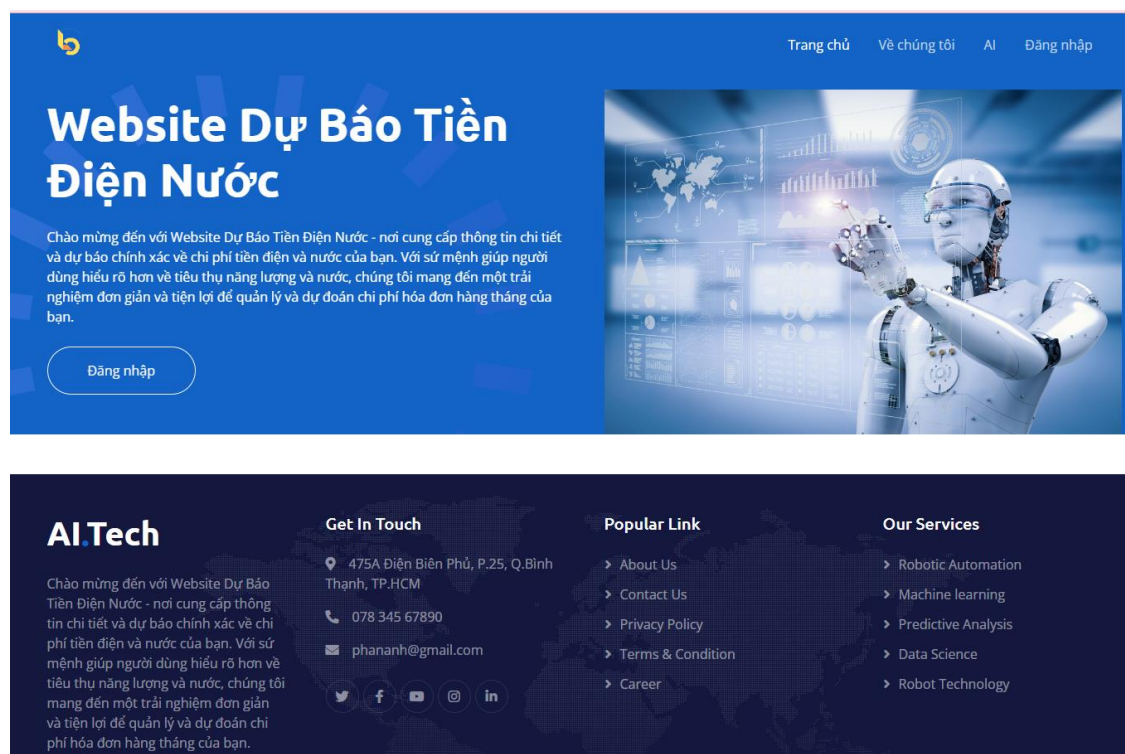 Trang chủ Về chúng tôi AI Đăng nhập
Website Dự Báo Tiền
Điện Nước
Chào mừng đến với Website Dự Báo Tiền Điện Nước - nơi cung cấp thông tin chi tiết
và dự báo chính xác về chi phí tiền điện và nước của bạn. Với sứ mệnh giúp người
dùng hiểu rõ hơn về tiêu thụ năng lượng và nước, chúng tôi mang đến một trải
nghiệm đơn giản và tiện lợi để quản lý và dự đoán chi phí hóa đơn hàng tháng của
bạn.
Đăng nhập
AI.Tech
Chào mừng đến với Website Dự Báo
Tiền Điện Nước - nơi cung cấp thông
tin chi tiết và dự báo chính xác về chi
phí tiền điện và nước của bạn. Với sứ
mệnh giúp người dùng hiểu rõ hơn về
tiêu thụ năng lượng và nước, chúng tôi
mang đến một trải nghiệm đơn giản
và tiện lợi để quản lý và dự đoán chi
phí hóa đơn hàng tháng của bạn.
Get In Touch
475A Điện Biên Phủ, P.25, Q.Bình
Thạnh, TP.HCM
078 345 67890
phananh@gmail.com
Popular Link
About Us
Contact Us
Privacy Policy
Terms & Condition
Career
Our Services
Robotic Automation
Machine learning
Predictive Analysis
Data Science
Robot Technology